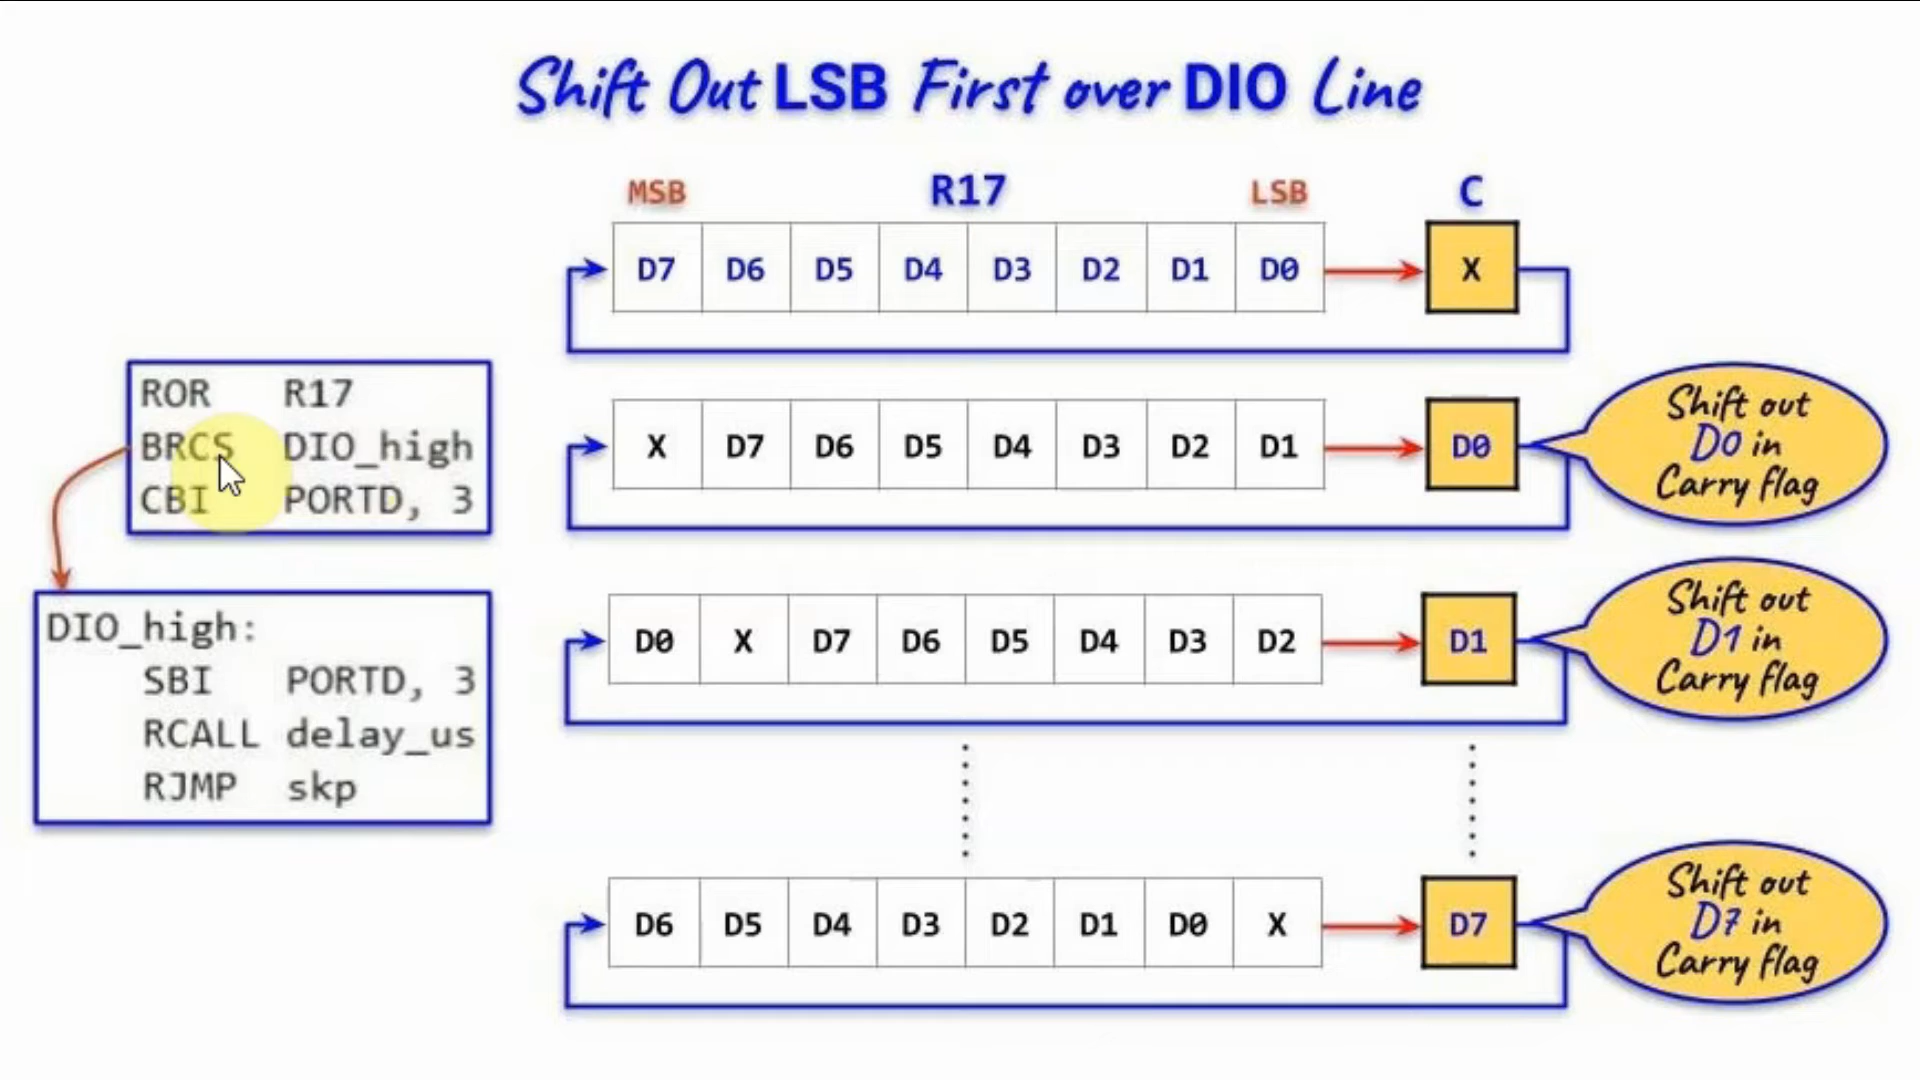 Shift Out LSB First over DIO Line
MSB R17 LSB C
D7 D6 D5 D4 D3 D2 D1 D0 X
ROR R17
BRCS DIO_high
CBI PORTD, 3
X D7 D6 D5 D4 D3 D2 D1 D0
Shift out
D0 in
Carry flag
DIO_high:
SBI PORTD, 3
RCALL delay_us
RJMP skp
D0 X D7 D6 D5 D4 D3 D2 D1
Shift out
D1 in
Carry flag
D6 D5 D4 D3 D2 D1 D0 X D7
Shift out
D7 in
Carry flag